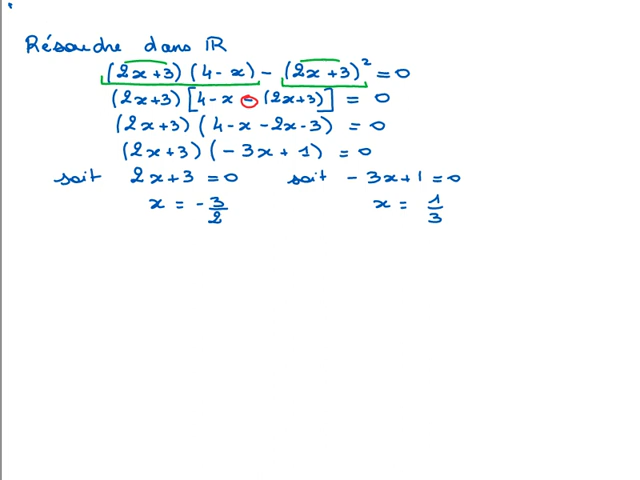 Résoudre dans ℝ
(2x+3)(4-x) - (2x+3)² = 0
(2x+3)[4-x - (2x+3)] = 0
(2x+3)(4-x-2x-3) = 0
(2x+3)(-3x+1) = 0
soit 2x+3=0 soit -3x+1=0
x = -3/2 x = 1/3